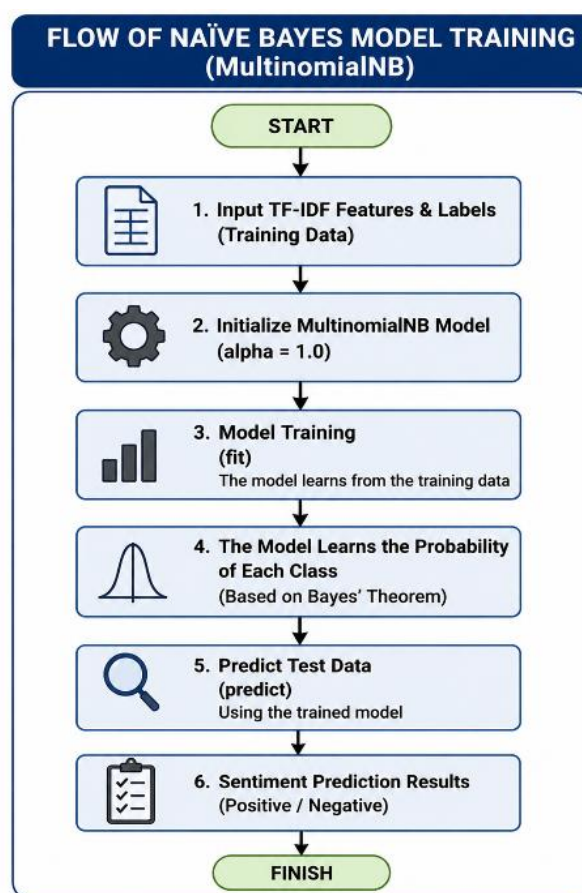 FLOW OF NAÏVE BAYES MODEL TRAINING
(MultinomialNB)
START
1. Input TF-IDF Features & Labels
(Training Data)
2. Initialize MultinomialNB Model
(alpha = 1.0)
3. Model Training
(fit)
The model learns from the training data
4. The Model Learns the Probability
of Each Class
(Based on Bayes’ Theorem)
5. Predict Test Data
(predict)
Using the trained model
6. Sentiment Prediction Results
(Positive / Negative)
FINISH